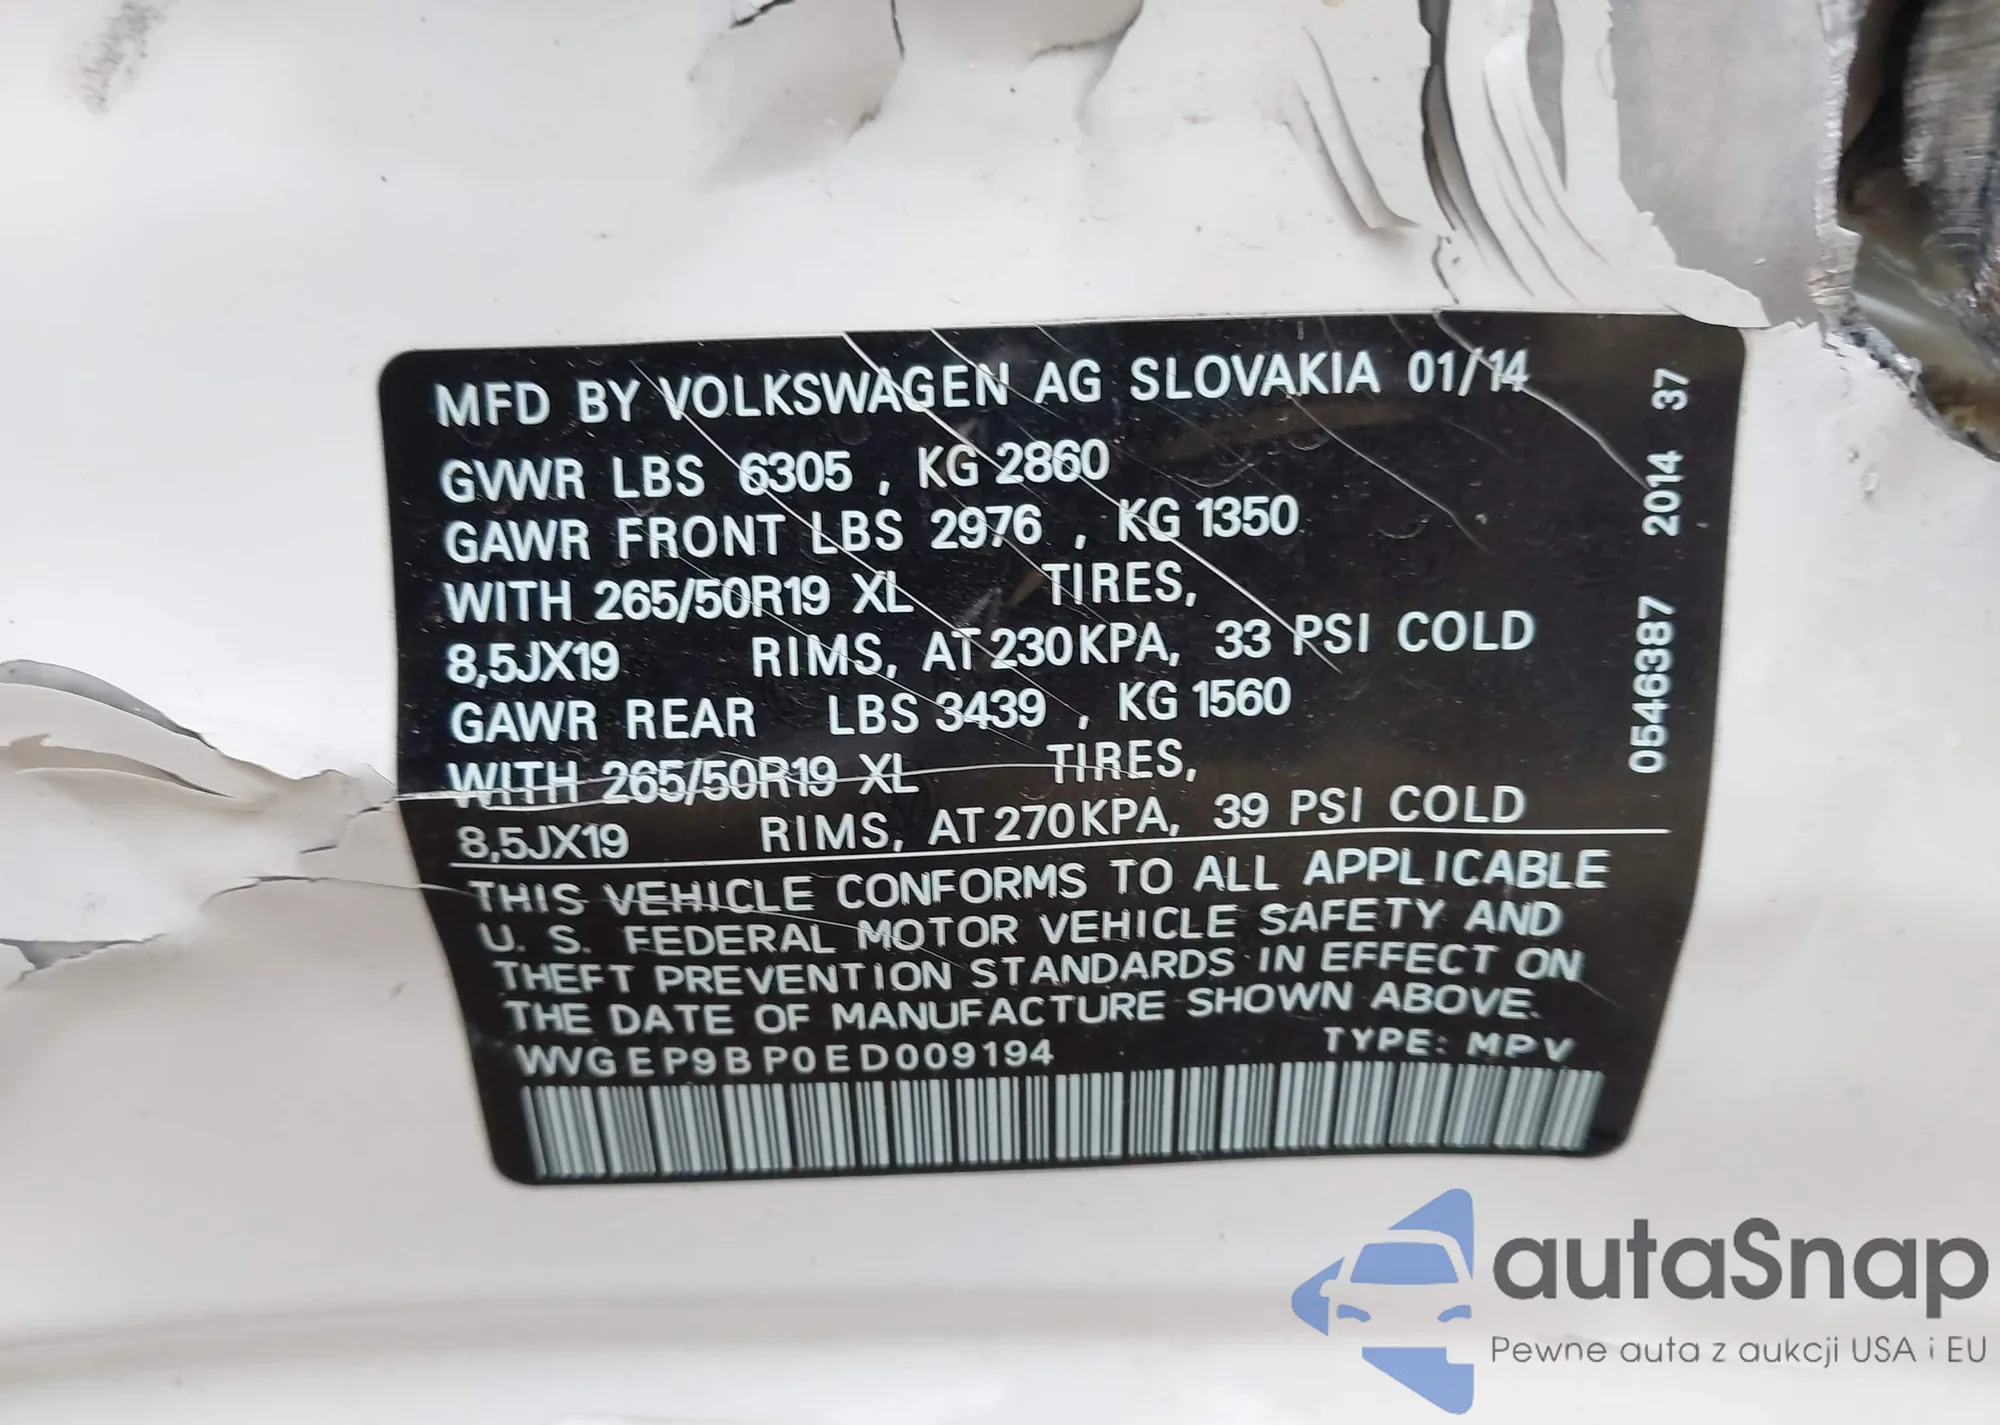 MFD BY VOLKSWAGEN AG SLOVAKIA 01/14
GVWR LBS 6305 , KG 2860
GAWR FRONT LBS 2976 , KG 1350
WITH 265/50R19 XL TIRES,
8,5JX19 RIMS, AT 230KPA, 33 PSI COLD
GAWR REAR LBS 3439 , KG 1560
WITH 265/50R19 XL TIRES,
8,5JX19 RIMS, AT 270KPA, 39 PSI COLD
THIS VEHICLE CONFORMS TO ALL APPLICABLE
U. S. FEDERAL MOTOR VEHICLE SAFETY AND
THEFT PREVENTION STANDARDS IN EFFECT ON
THE DATE OF MANUFACTURE SHOWN ABOVE.
WVGEP9BP0ED009194 TYPE: MPV
0546387 2014 37
autaSnap
Pewne auta z aukcji USA i EU